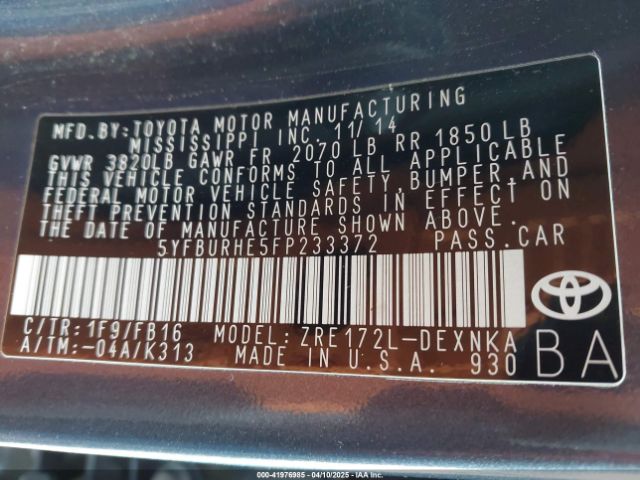 MFD.BY:TOYOTA MOTOR MANUFACTURING
MISSISSIPPI INC. 11/14
GVWR 3820LB GAWR FR 2070 LB RR 1850LB
THIS VEHICLE CONFORMS TO ALL APPLICABLE
FEDERAL MOTOR VEHICLE SAFETY,BUMPER,AND
THEFT PREVENTION STANDARDS IN EFFECT ON
THE DATE OF MANUFACTURE SHOWN ABOVE.
5YFBURHE5FP233372 PASS.CAR
C/TR:1F9/FB16 MODEL:ZRE172L-DEXNKA
A/TM:-04A/K313 MADE IN U.S.A. 930
BA
000-41976985 - 04/10/2025 - IAA Inc.